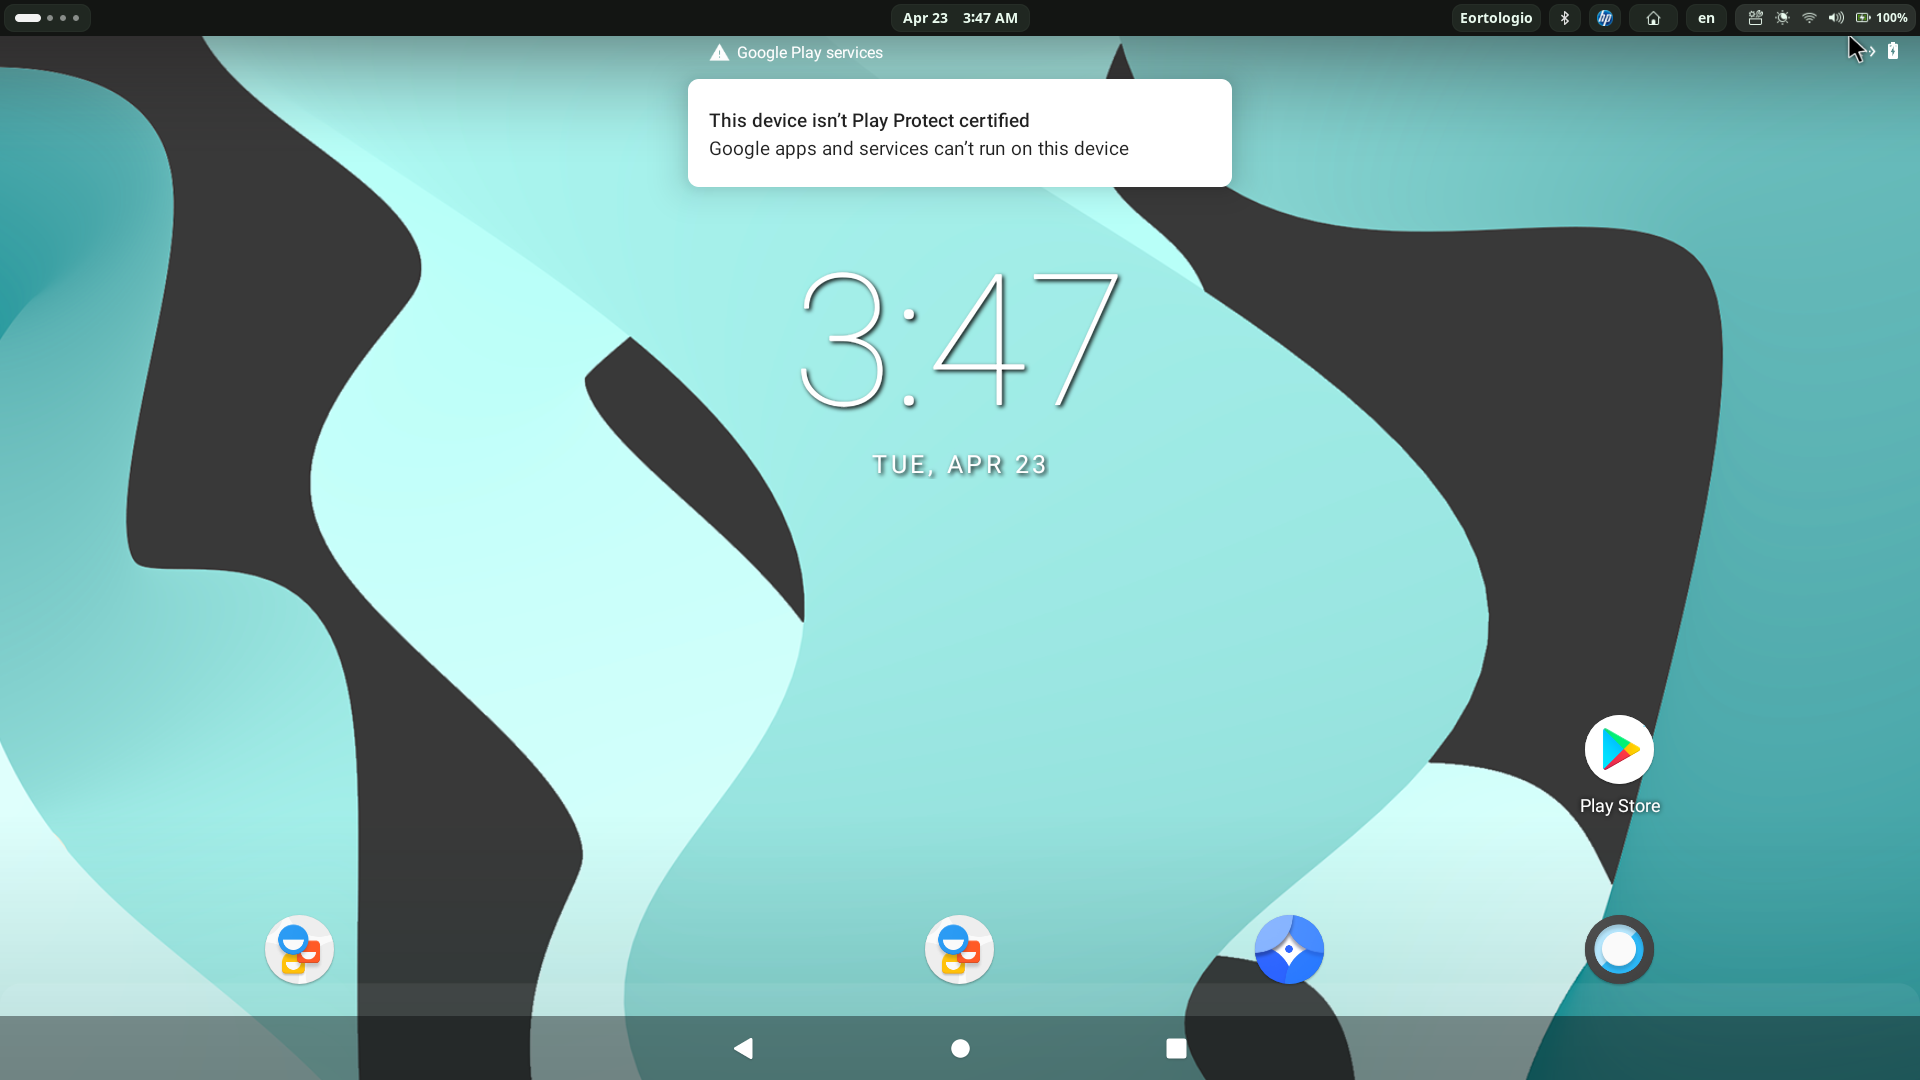 Apr 23 3:47 AM
Eortologio
hp
en
100%
Google Play services
This device isn’t Play Protect certified
Google apps and services can’t run on this device
3:47
TUE, APR 23
Play Store